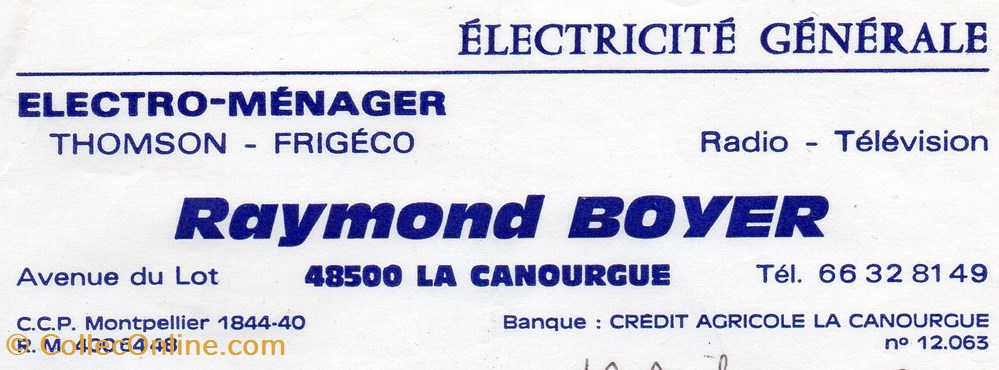 ÉLECTRICITÉ GÉNÉRALE
ELECTRO-MÉNAGER
THOMSON - FRIGÉCO
Radio - Télévision
Raymond BOYER
Avenue du Lot
48500 LA CANOURGUE
Tél. 66 32 81 49
C.C.P. Montpellier 1844-40
Banque : CRÉDIT AGRICOLE LA CANOURGUE
R. M.
nº 12.063
© CollecOnline.com